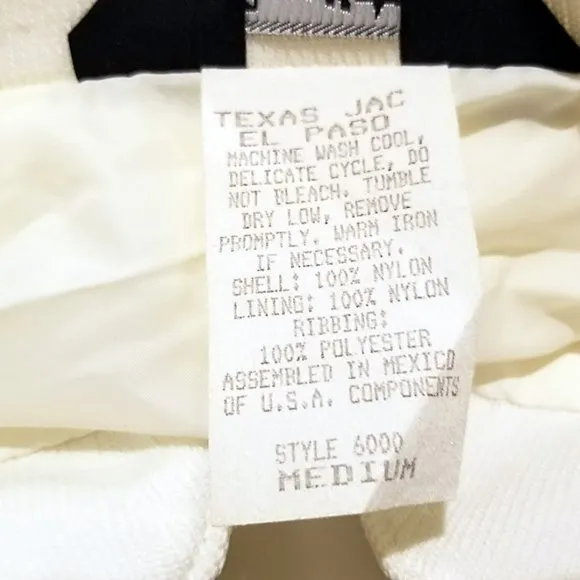 TEXAS JAC
EL PASO
MACHINE WASH COOL,
DELICATE CYCLE, DO
NOT BLEACH. TUMBLE
DRY LOW, REMOVE
PROMPTLY. WARM IRON
IF NECESSARY.
SHELL: 100% NYLON
LINING: 100% NYLON
RIBBING:
100% POLYESTER
ASSEMBLED IN MEXICO
OF U.S.A. COMPONENTS
STYLE 6000
MEDIUM